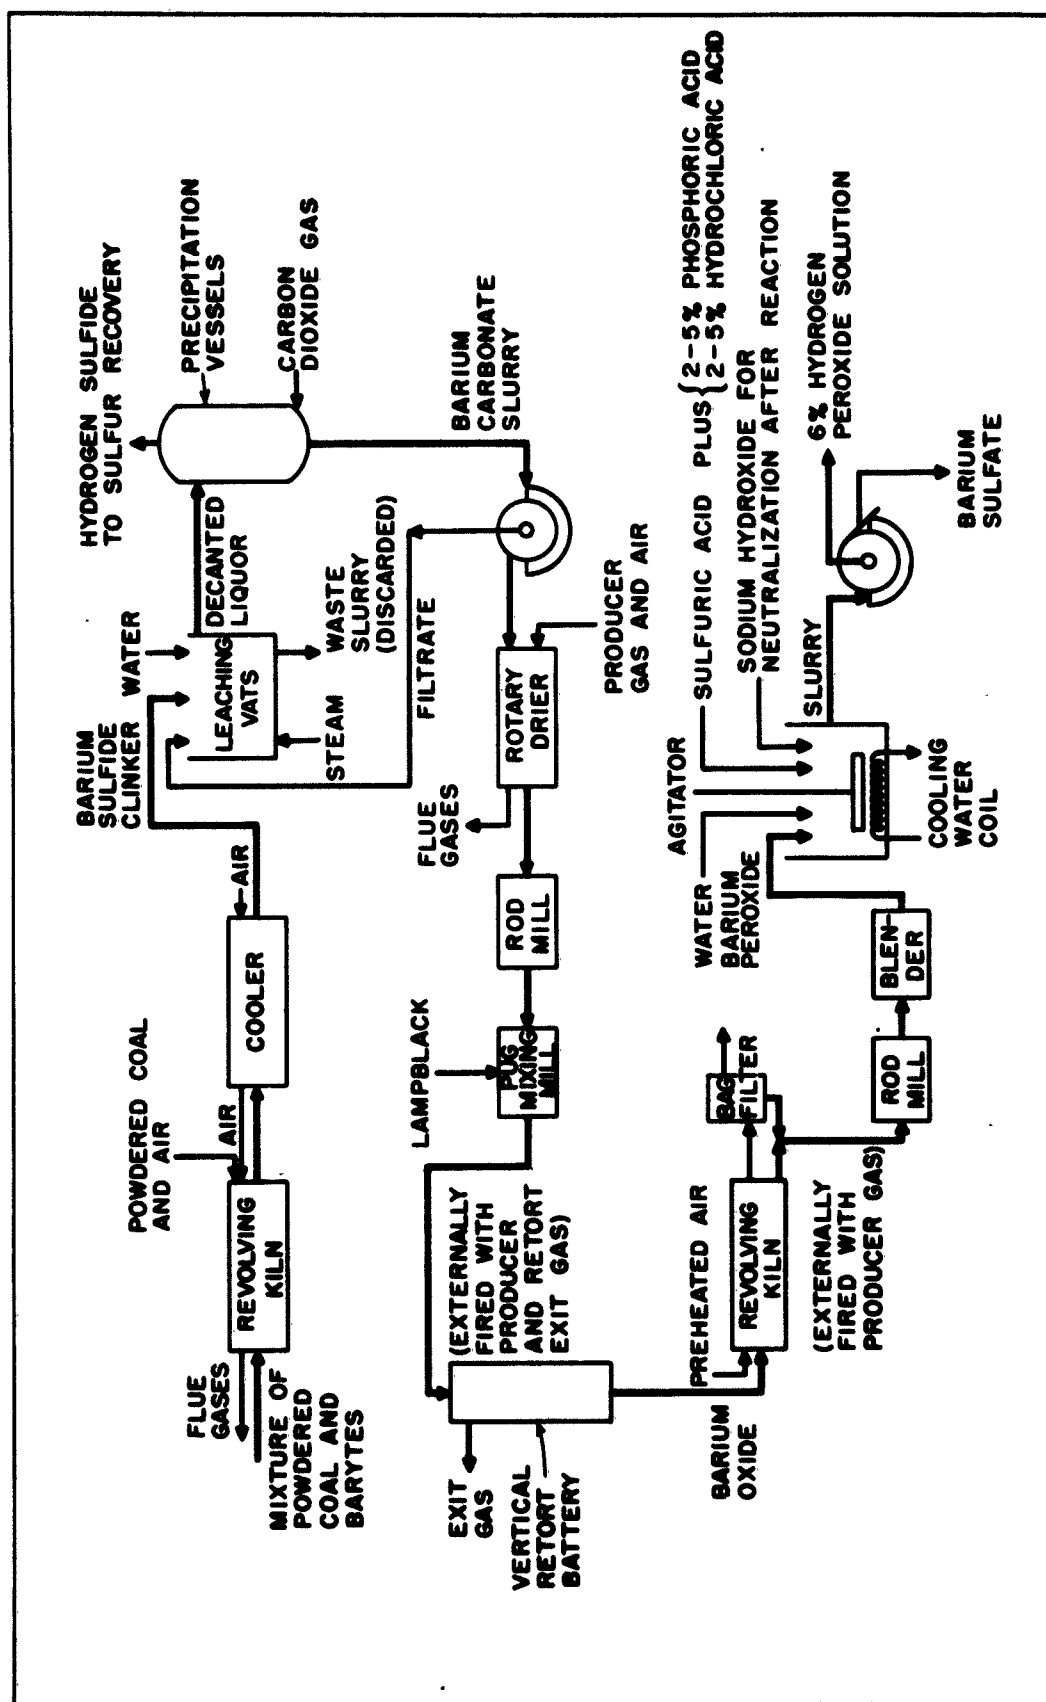 HYDROGEN SULFIDE
TO SULFUR RECOVERY
PRECIPITATION
VESSELS
CARBON
DIOXIDE GAS
BARIUM
CARBONATE
SLURRY
DECANTED
LIQUOR
WATER
BARIUM
SULFIDE
CLINKER
LEACHING
VATS
WASTE
SLURRY
(DISCARDED)
STEAM
FILTRATE
AIR
COOLER
POWDERED COAL
AND AIR
AIR
REVOLVING
KILN
FLUE
GASES
MIXTURE OF
POWDERED
COAL AND
BARYTES
PRODUCER
GAS AND AIR
ROTARY
DRIER
FLUE
GASES
ROD
MILL
LAMPBLACK
PUG
MIXING
MILL
(EXTERNALLY
FIRED WITH
PRODUCER
AND RETORT
EXIT GAS)
EXIT
GAS
VERTICAL
RETORT
BATTERY
BARIUM
OXIDE
PREHEATED AIR
REVOLVING
KILN
(EXTERNALLY
FIRED WITH
PRODUCER GAS)
BAG
FILTER
ROD
MILL
BLEN-
DER
WATER
BARIUM
PEROXIDE
AGITATOR
SULFURIC ACID PLUS
2-5% PHOSPHORIC ACID
2-5% HYDROCHLORIC ACID
SODIUM HYDROXIDE FOR
NEUTRALIZATION AFTER REACTION
COOLING
WATER
COIL
SLURRY
6% HYDROGEN
PEROXIDE SOLUTION
BARIUM
SULFATE